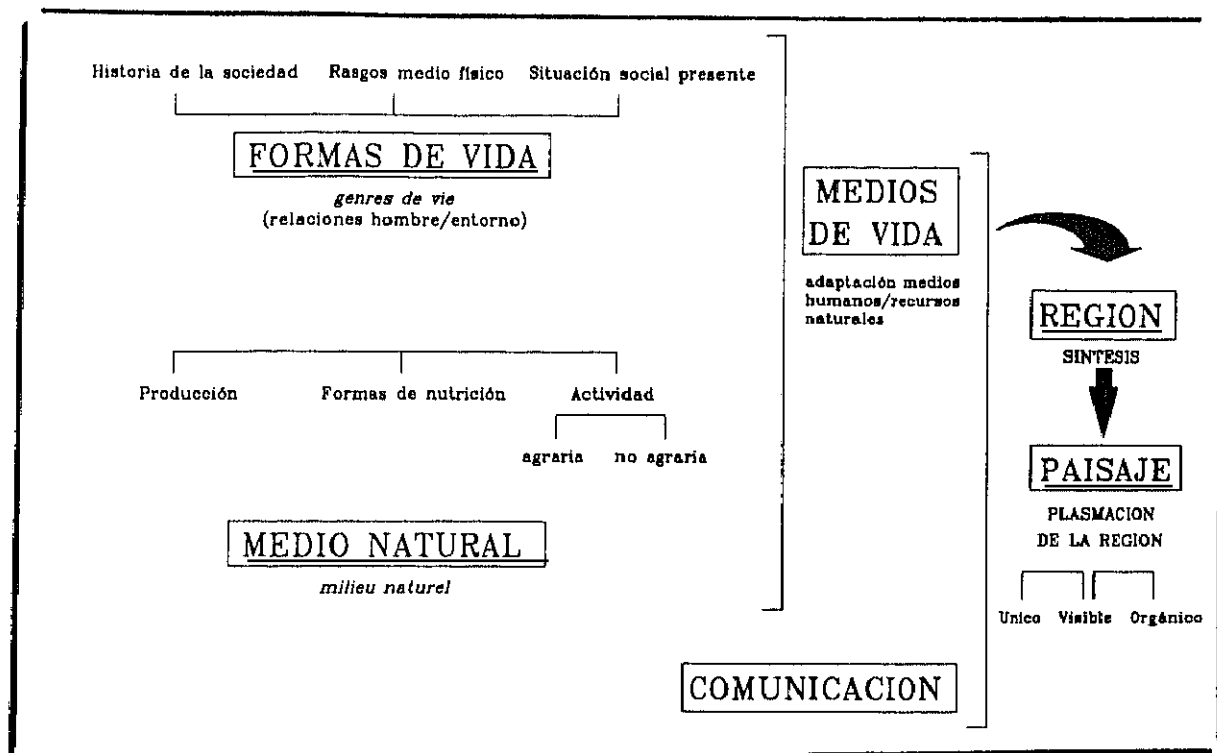 Historia de la sociedad Rasgos medio físico Situación social presente
FORMAS DE VIDA
genres de vie
(relaciones hombre/entorno)
Producción Formas de nutrición Actividad
agraria no agraria
MEDIO NATURAL
milieu naturel
MEDIOS
DE VIDA
adaptación medios
humanos/recursos
naturales
COMUNICACION
REGION
SINTESIS
PAISAJE
PLASMACION
DE LA REGION
Unico Visible Orgánico